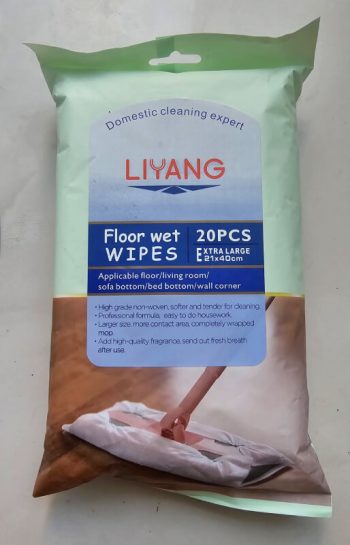 Domestic cleaning expert
LIYANG
Floor wet
WIPES
20PCS
EXTRA LARGE
21x40cm
Applicable floor/living room/
sofa bottom/bed bottom/wall corner
• High grade non-woven, softer and tender for cleaning.
• Professional formula, easy to do housework.
• Larger size, more contact area, completely wrapped
mop.
• Add high-quality fragrance, send out fresh breath
after use.